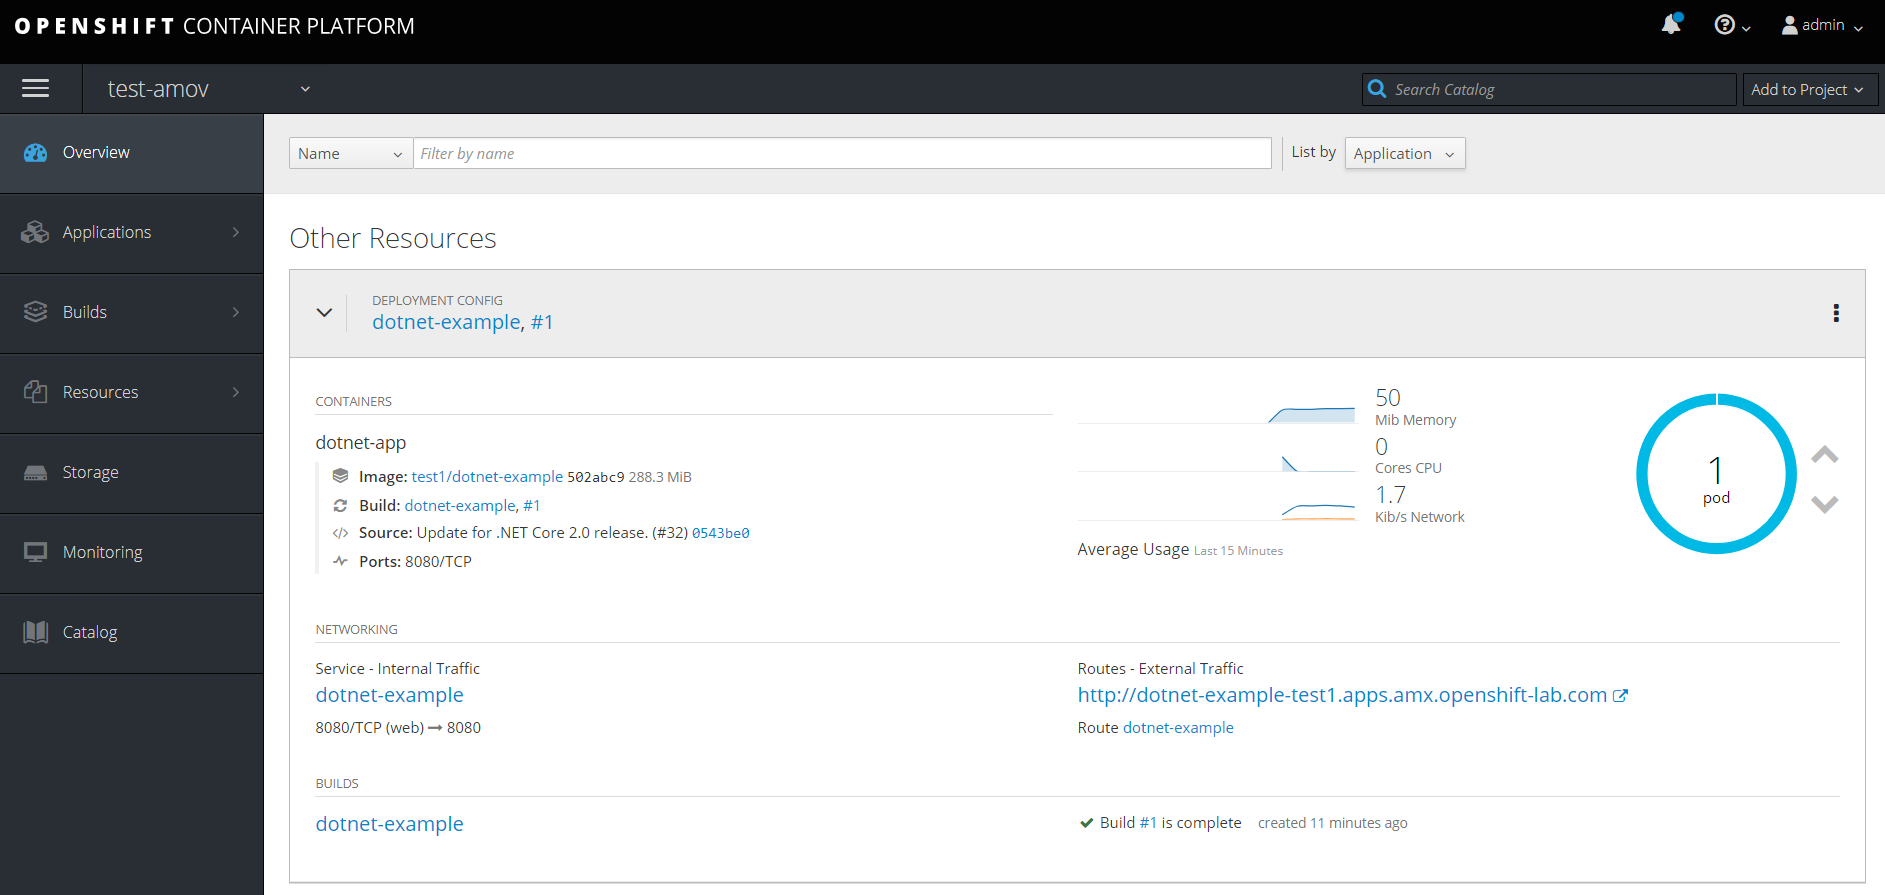 OPENSHIFT CONTAINER PLATFORM
admin
test-amov
Search Catalog
Add to Project
Overview
Applications
Builds
Resources
Storage
Monitoring
Catalog
Name
Filter by name
List by
Application
Other Resources
DEPLOYMENT CONFIG
dotnet-example, #1
CONTAINERS
dotnet-app
Image: test1/dotnet-example 502abc9 288.3 MiB
Build: dotnet-example, #1
Source: Update for .NET Core 2.0 release. (#32) 0543be0
Ports: 8080/TCP
50
Mib Memory
0
Cores CPU
1.7
Kib/s Network
Average Usage Last 15 Minutes
1
pod
NETWORKING
Service - Internal Traffic
dotnet-example
8080/TCP (web) → 8080
Routes - External Traffic
http://dotnet-example-test1.apps.amx.openshift-lab.com
Route dotnet-example
BUILDS
dotnet-example
Build #1 is complete created 11 minutes ago